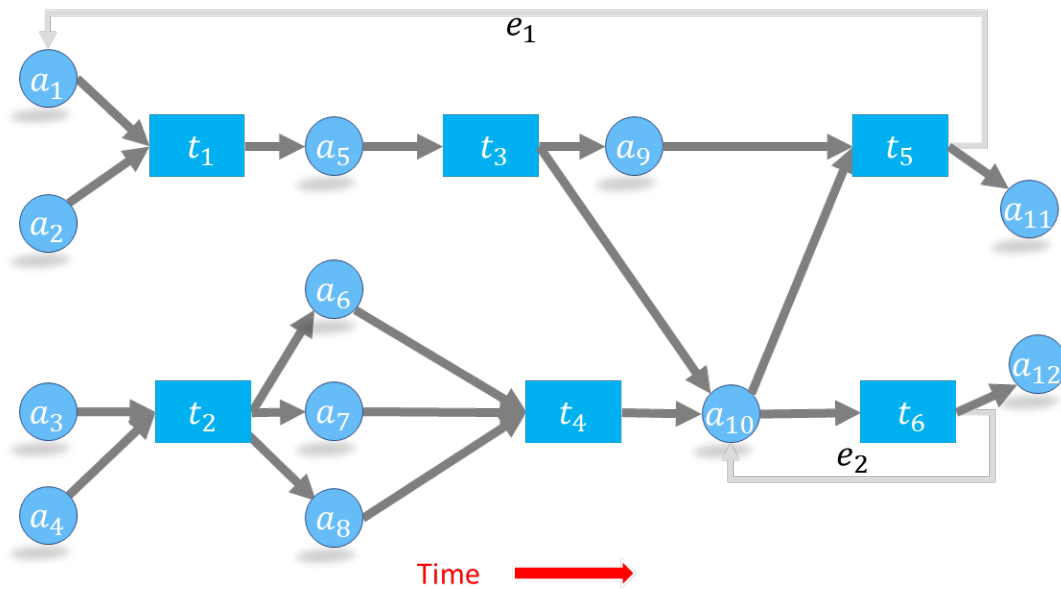 e₁
a₁
t₁
a₅
t₃
a₉
t₅
a₂
a₁₁
a₆
a₃
t₂
a₇
t₄
a₁₀
t₆
a₁₂
e₂
a₄
a₈
Time